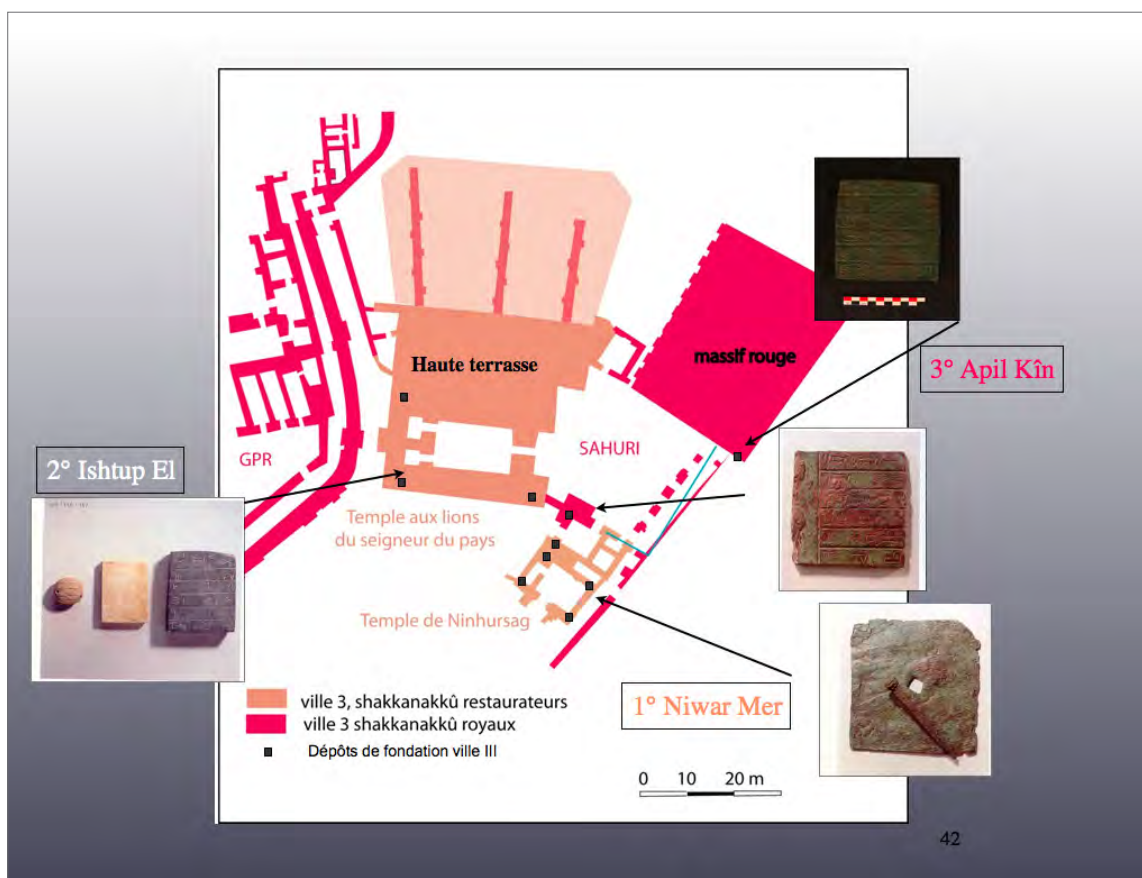 Haute terrasse
massif rouge
3° Apil Kîn
SAHURI
GPR
2° Ishtup El
Temple aux lions
du seigneur du pays
Temple de Ninhursag
1° Niwar Mer
ville 3, shakkanakkû restaurateurs
ville 3 shakkanakkû royaux
Dépôts de fondation ville III
0 10 20 m
42